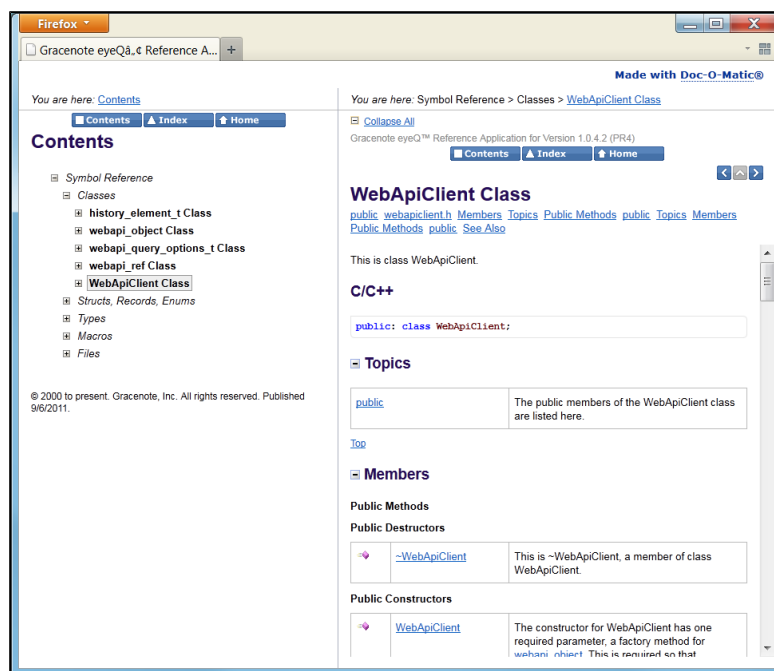 Firefox
Gracenote eyeQâ„¢ Reference A...
Made with Doc-O-Matic®
You are here: Contents
Contents Index Home
Contents
Symbol Reference
Classes
history_element_t Class
webapi_object Class
webapi_query_options_t Class
webapi_ref Class
WebApiClient Class
Structs, Records, Enums
Types
Macros
Files
© 2000 to present. Gracenote, Inc. All rights reserved. Published
9/6/2011.
You are here: Symbol Reference > Classes > WebApiClient Class
Collapse All
Gracenote eyeQ™ Reference Application for Version 1.0.4.2 (PR4)
Contents Index Home
WebApiClient Class
public webapiclient.h Members Topics Public Methods public Topics Members
Public Methods public See Also
This is class WebApiClient.
C/C++
public: class WebApiClient;
Topics
public The public members of the WebApiClient class
are listed here.
Top
Members
Public Methods
Public Destructors
~WebApiClient This is ~WebApiClient, a member of class
WebApiClient.
Public Constructors
WebApiClient The constructor for WebApiClient has one
required parameter, a factory method for
webapi_object. This is required so that